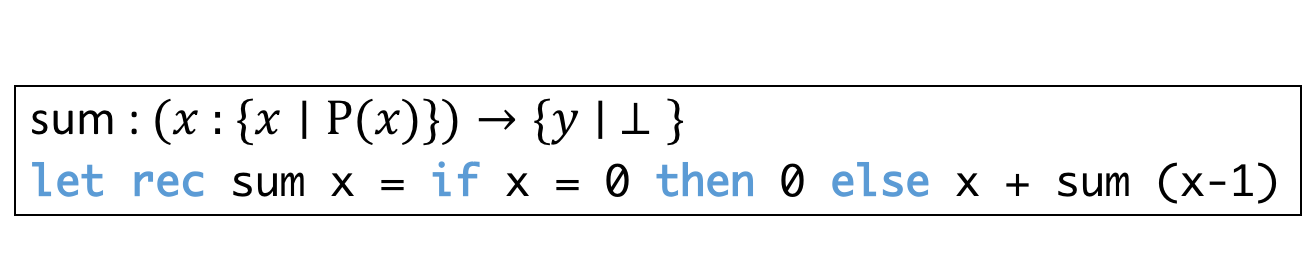 sum : (x : {x | P(x)}) → {y | ⊥ }
let rec sum x = if x = 0 then 0 else x + sum (x-1)